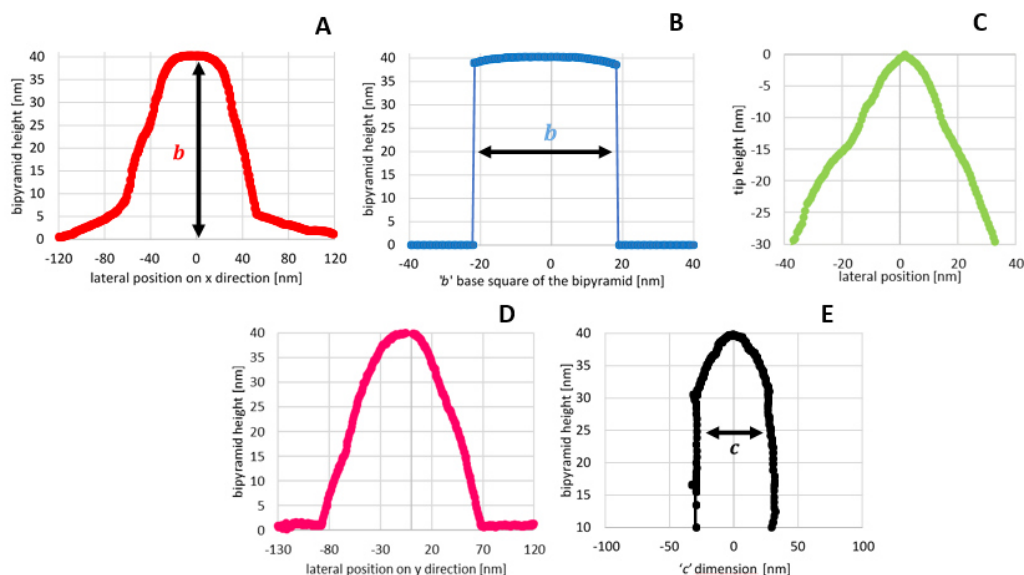 A
bipyramid height [nm]
40
35
30
25
20
15
10
5
0
b
-120 -80 -40 0 40 80 120
lateral position on x direction [nm]
B
bipyramid height [nm]
40
35
30
25
20
15
10
5
0
b
-40 -20 0 20 40
'b' base square of the bipyramid [nm]
C
tip height [nm]
0
-5
-10
-15
-20
-25
-30
-40 -20 0 20 40
lateral position [nm]
D
bipyramid height [nm]
40
35
30
25
20
15
10
5
0
-130 -80 -30 20 70 120
lateral position on y direction [nm]
E
bipyramid height [nm]
40
35
30
25
20
15
10
c
-100 -50 0 50 100
'c' dimension [nm]